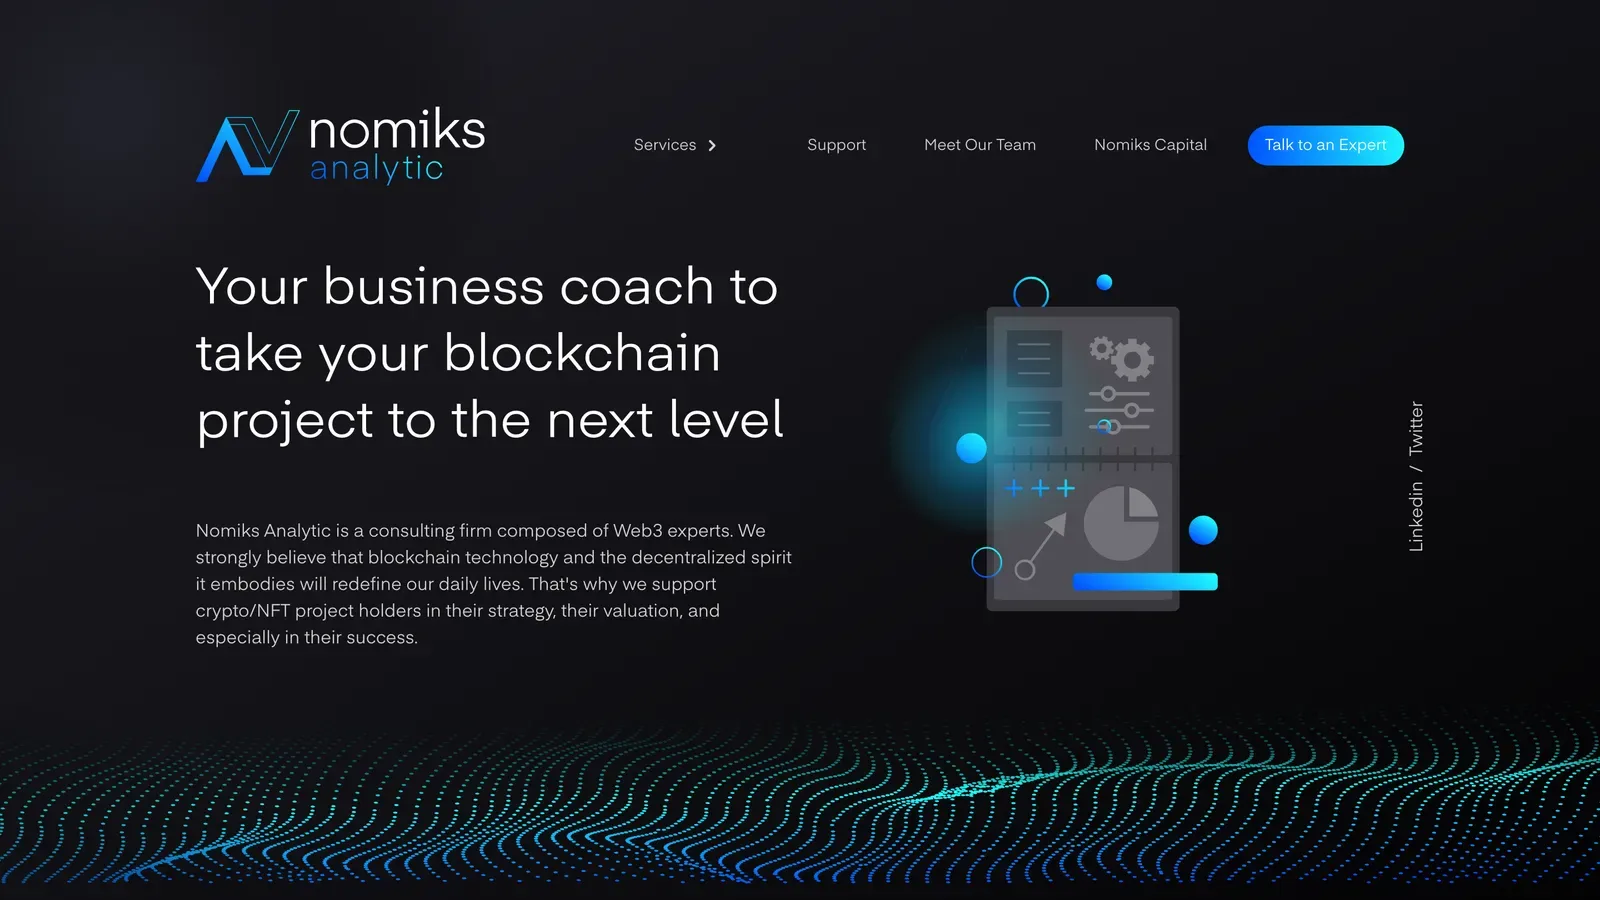 nomiks
analytic
Services
Support
Meet Our Team
Nomiks Capital
Talk to an Expert
Your business coach to
take your blockchain
project to the next level
Nomiks Analytic is a consulting firm composed of Web3 experts. We
strongly believe that blockchain technology and the decentralized spirit
it embodies will redefine our daily lives. That's why we support
crypto/NFT project holders in their strategy, their valuation, and
especially in their success.
Linkedin / Twitter